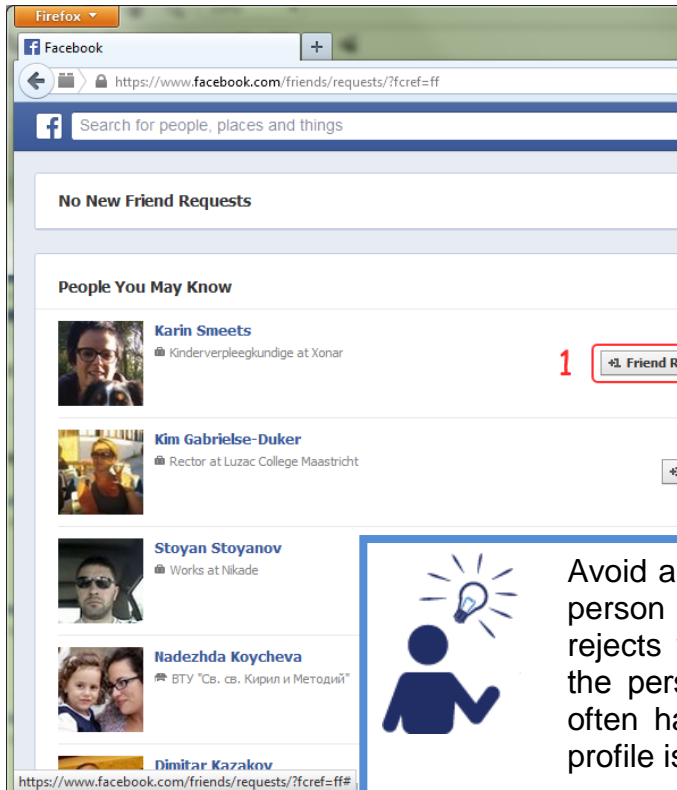 Firefox
Facebook
https://www.facebook.com/friends/requests/?fcref=ff
Search for people, places and things
No New Friend Requests
People You May Know
Karin Smeets
Kinderverpleegkundige at Xonar
1
+1 Friend R
Kim Gabrielse-Duker
Rector at Luzac College Maastricht
Stoyan Stoyanov
Works at Nikade
Nadezhda Koycheva
ВТУ "Св. св. Кирил и Методий"
Dimitar Kazakov
https://www.facebook.com/friends/requests/?fcref=ff#
Avoid a
person
rejects
the pers
often ha
profile is